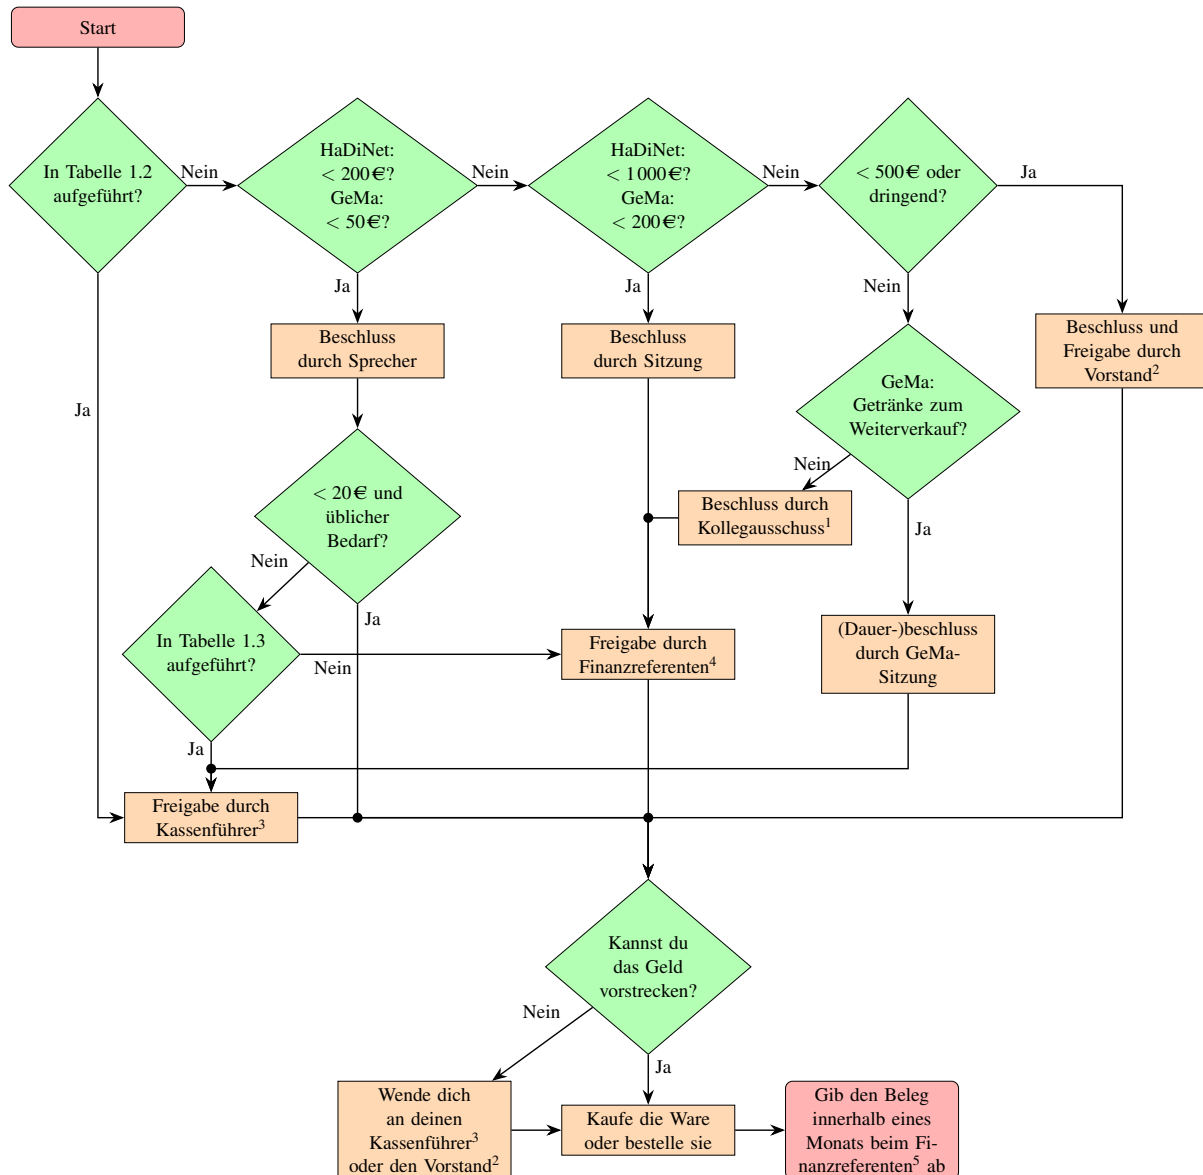 Start
In Tabelle 1.2
aufgeführt?
Nein
HaDiNet:
< 200€?
GeMa:
< 50€?
Nein
HaDiNet:
< 1 000€?
GeMa:
< 200€?
Nein
< 500€ oder
dringend?
Ja
Ja
Ja
Nein
Beschluss
durch Sprecher
Beschluss
durch Sitzung
Beschluss und
Freigabe durch
Vorstand²
GeMa:
Getränke zum
Weiterverkauf?
Ja
Nein
< 20€ und
üblicher
Bedarf?
Beschluss durch
Kollegausschuss¹
Ja
Nein
Ja
In Tabelle 1.3
aufgeführt?
Nein
Freigabe durch
Finanzreferenten⁴
(Dauer-)beschluss
durch GeMa-
Sitzung
Ja
Freigabe durch
Kassenführer³
Kannst du
das Geld
vorstrecken?
Nein
Ja
Wende dich
an deinen
Kassenführer³
oder den Vorstand²
Kaufe die Ware
oder bestelle sie
Gib den Beleg
innerhalb eines
Monats beim Fi-
nanzreferenten⁵ ab